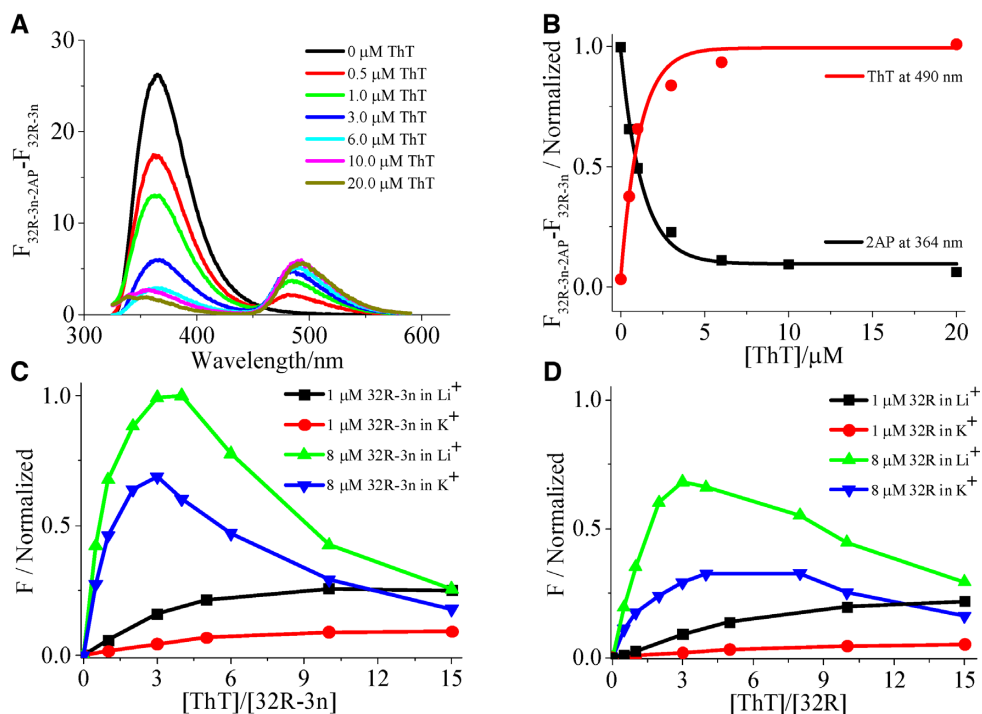 A
30
20
10
0
F32R-3n-2AP-F32R-3n
0 μM ThT
0.5 μM ThT
1.0 μM ThT
3.0 μM ThT
6.0 μM ThT
10.0 μM ThT
20.0 μM ThT
300 400 500 600
Wavelength/nm
B
1.0
0.5
0.0
F32R-3n-2AP-F32R-3n / Normalized
ThT at 490 nm
2AP at 364 nm
0 5 10 15 20
[ThT]/μM
C
1.0
0.5
0.0
F / Normalized
1 μM 32R-3n in Li+
1 μM 32R-3n in K+
8 μM 32R-3n in Li+
8 μM 32R-3n in K+
0 3 6 9 12 15
[ThT]/[32R-3n]
D
1.0
0.5
0.0
F / Normalized
1 μM 32R in Li+
1 μM 32R in K+
8 μM 32R in Li+
8 μM 32R in K+
0 3 6 9 12 15
[ThT]/[32R]